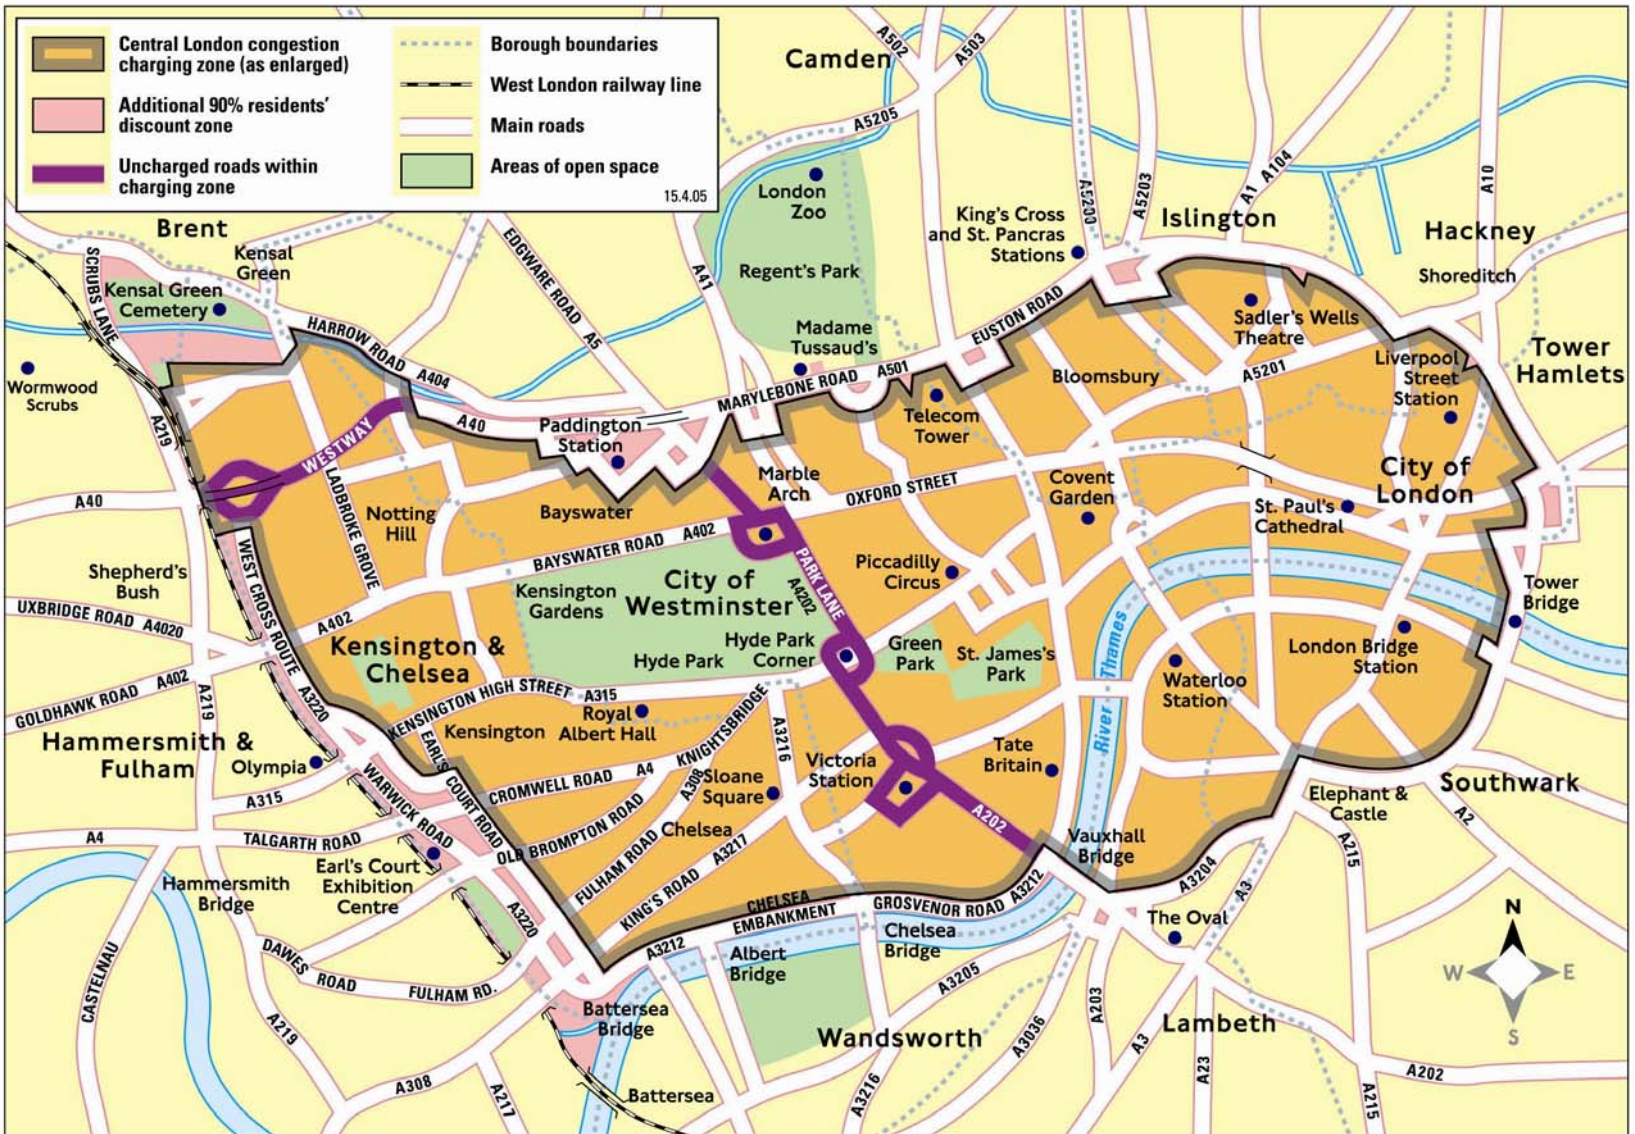 Central London congestion
charging zone (as enlarged)
Additional 90% residents'
discount zone
Uncharged roads within
charging zone
Borough boundaries
West London railway line
Main roads
Areas of open space
15.4.05
Camden
A502
A503
A5205
London
Zoo
Regent's Park
A41
Madame
Tussaud's
King's Cross
and St. Pancras
Stations
A5200
A5203
Islington
A1
A104
A10
Hackney
Shoreditch
Tower
Hamlets
Brent
Kensal
Green
Kensal Green
Cemetery
SCRUBS LANE
Wormwood
Scrubs
A219
HARROW ROAD
A404
EDGWARE ROAD
A5
A40
Paddington
Station
MARYLEBONE ROAD
A501
EUSTON ROAD
Telecom
Tower
Bloomsbury
Sadler's Wells
Theatre
A5201
Liverpool
Street
Station
City of
London
St. Paul's
Cathedral
Covent
Garden
OXFORD STREET
Marble
Arch
Bayswater
BAYSWATER ROAD
A402
WESTWAY
LADBROKE GROVE
Notting
Hill
A40
Shepherd's
Bush
UXBRIDGE ROAD
A4020
GOLDHAWK ROAD
A402
A219
WEST CROSS ROUTE
A3220
A402
Kensington &
Chelsea
Kensington
Gardens
City of
Westminster
Hyde Park
Hyde Park
Corner
PARK LANE
A4202
Piccadilly
Circus
Green
Park
St. James's
Park
River Thames
Waterloo
Station
London Bridge
Station
Tower
Bridge
KENSINGTON HIGH STREET
A315
Kensington
Royal
Albert Hall
KNIGHTSBRIDGE
A3216
Victoria
Station
Tate
Britain
Hammersmith &
Fulham
Olympia
A315
A4
TALGARTH ROAD
WARWICK ROAD
EARL'S COURT ROAD
CROMWELL ROAD
A4
A308
Sloane
Square
OLD BROMPTON ROAD
FULHAM ROAD
Chelsea
KING'S ROAD
A3217
A202
Vauxhall
Bridge
Elephant &
Castle
Southwark
A2
A215
A3204
A3
The Oval
Hammersmith
Bridge
Earl's Court
Exhibition
Centre
A3220
CHELSEA
EMBANKMENT
GROSVENOR ROAD
A3212
A3212
Albert
Bridge
Chelsea
Bridge
CASTELNAU
DAWES
ROAD
FULHAM RD.
A219
A308
A217
Battersea
Bridge
Battersea
Wandsworth
A3205
A3036
A3216
A203
A3
A23
Lambeth
A202
A215
N
W
E
S